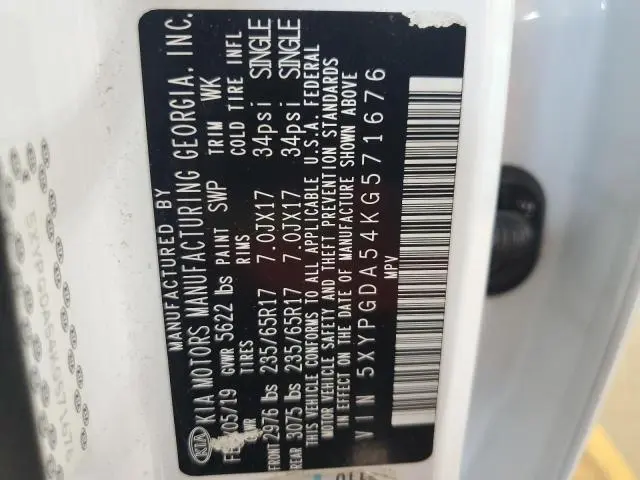 MANUFACTURED BY
KIA KIA MOTORS MANUFACTURING GEORGIA, INC.
05/19 GVWR 5622 lbs PAINT SWP TRIM WK
TIRES RIMS COLD TIRE INFL
FRONT 2976 lbs 235/65R17 7.0JX17 34psi SINGLE
REAR 3075 lbs 235/65R17 7.0JX17 34psi SINGLE
THIS VEHICLE CONFORMS TO ALL APPLICABLE U.S.A. FEDERAL
MOTOR VEHICLE SAFETY AND THEFT PREVENTION STANDARDS
IN EFFECT ON THE DATE OF MANUFACTURE SHOWN ABOVE
VIN 5XYPGDA54KG571676
MPV